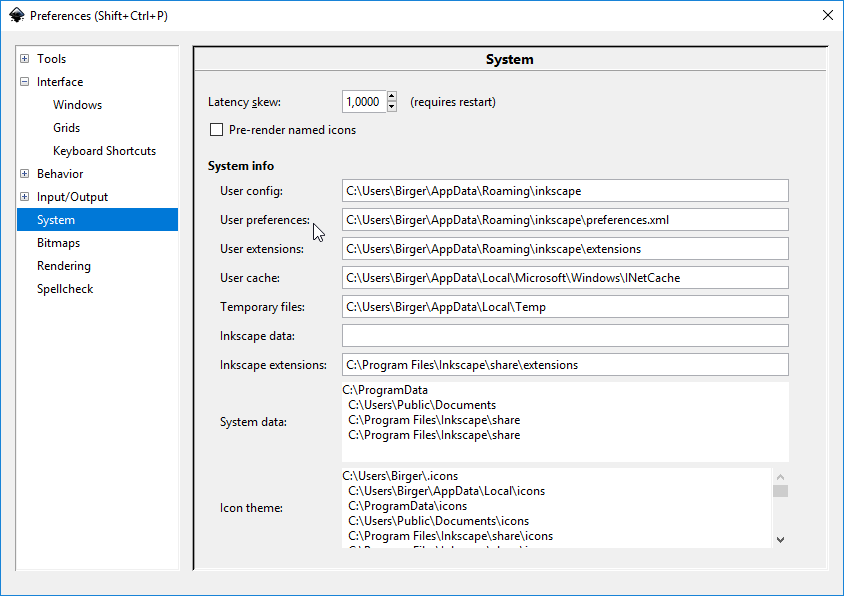 Preferences (Shift+Ctrl+P)
Tools
Interface
Windows
Grids
Keyboard Shortcuts
Behavior
Input/Output
System
Bitmaps
Rendering
Spellcheck
System
Latency skew: 1,0000 (requires restart)
Pre-render named icons
System info
User config: C:\Users\Birger\AppData\Roaming\inkscape
User preferences: C:\Users\Birger\AppData\Roaming\inkscape\preferences.xml
User extensions: C:\Users\Birger\AppData\Roaming\inkscape\extensions
User cache: C:\Users\Birger\AppData\Local\Microsoft\Windows\INetCache
Temporary files: C:\Users\Birger\AppData\Local\Temp
Inkscape data:
Inkscape extensions: C:\Program Files\Inkscape\share\extensions
System data:
C:\ProgramData
C:\Users\Public\Documents
C:\Program Files\Inkscape\share
C:\Program Files\Inkscape\share
Icon theme:
C:\Users\Birger\.icons
C:\Users\Birger\AppData\Local\icons
C:\ProgramData\icons
C:\Users\Public\Documents\icons
C:\Program Files\Inkscape\share\icons